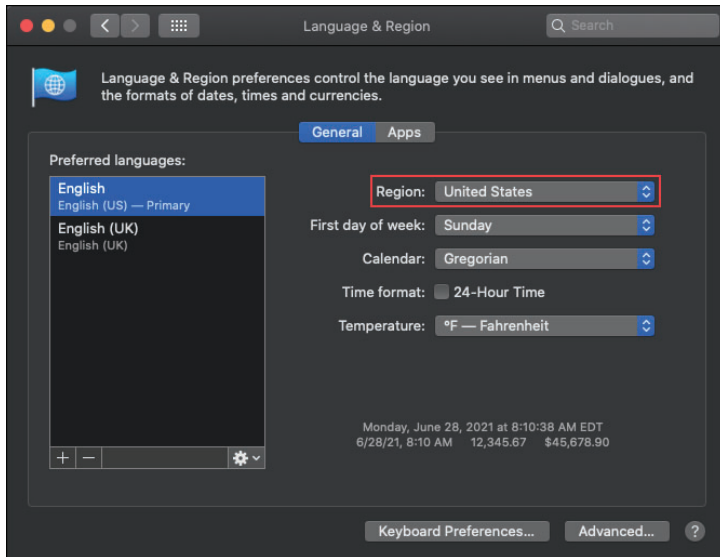 Language & Region
Search
Language & Region preferences control the language you see in menus and dialogues, and
the formats of dates, times and currencies.
General Apps
Preferred languages:
English
English (US) — Primary
English (UK)
English (UK)
Region: United States
First day of week: Sunday
Calendar: Gregorian
Time format: 24-Hour Time
Temperature: °F — Fahrenheit
Monday, June 28, 2021 at 8:10:38 AM EDT
6/28/21, 8:10 AM 12,345.67 $45,678.90
Keyboard Preferences... Advanced... ?